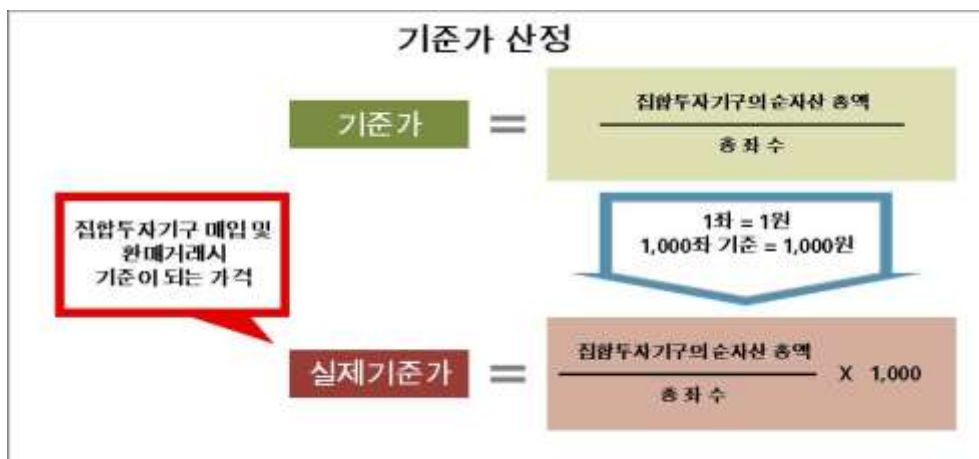 기준가 산정
기준가
=
집합투자기구의 순자산 총액
총 좌 수
집합투자기구 매입 및
환매거래시
기준이 되는 가격
1좌 = 1원
1,000좌 기준 = 1,000원
실제기준가
=
집합투자기구의 순자산 총액
총 좌 수
X 1,000